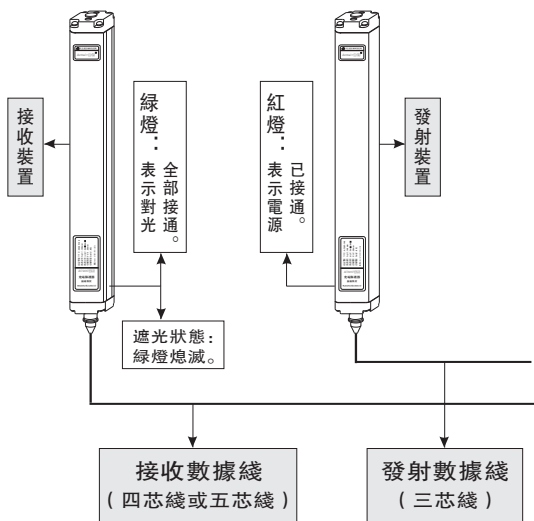 接收裝置
綠燈：
表示對光
全部接通。
紅燈：
表示電源
已接通。
發射裝置
遮光狀態：
綠燈熄滅。
接收數據綫
（四芯綫或五芯綫）
發射數據綫
（三芯綫）